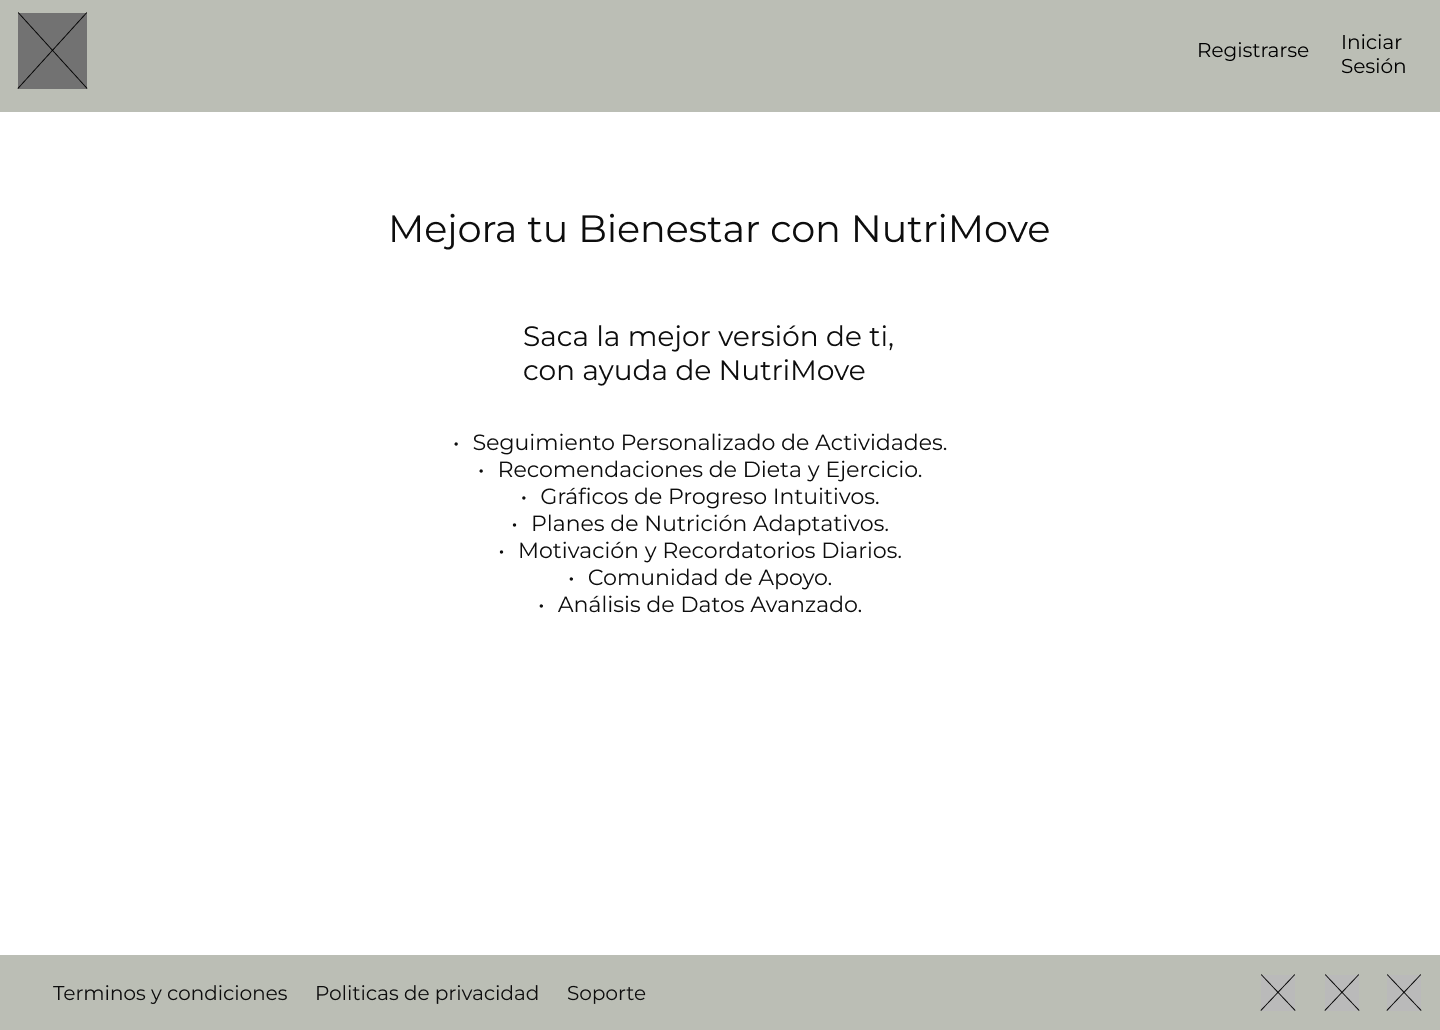 Registrarse
Iniciar
Sesión
Mejora tu Bienestar con NutriMove
Saca la mejor versión de ti,
con ayuda de NutriMove
• Seguimiento Personalizado de Actividades.
• Recomendaciones de Dieta y Ejercicio.
• Gráficos de Progreso Intuitivos.
• Planes de Nutrición Adaptativos.
• Motivación y Recordatorios Diarios.
• Comunidad de Apoyo.
• Análisis de Datos Avanzado.
Terminos y condiciones Politicas de privacidad Soporte